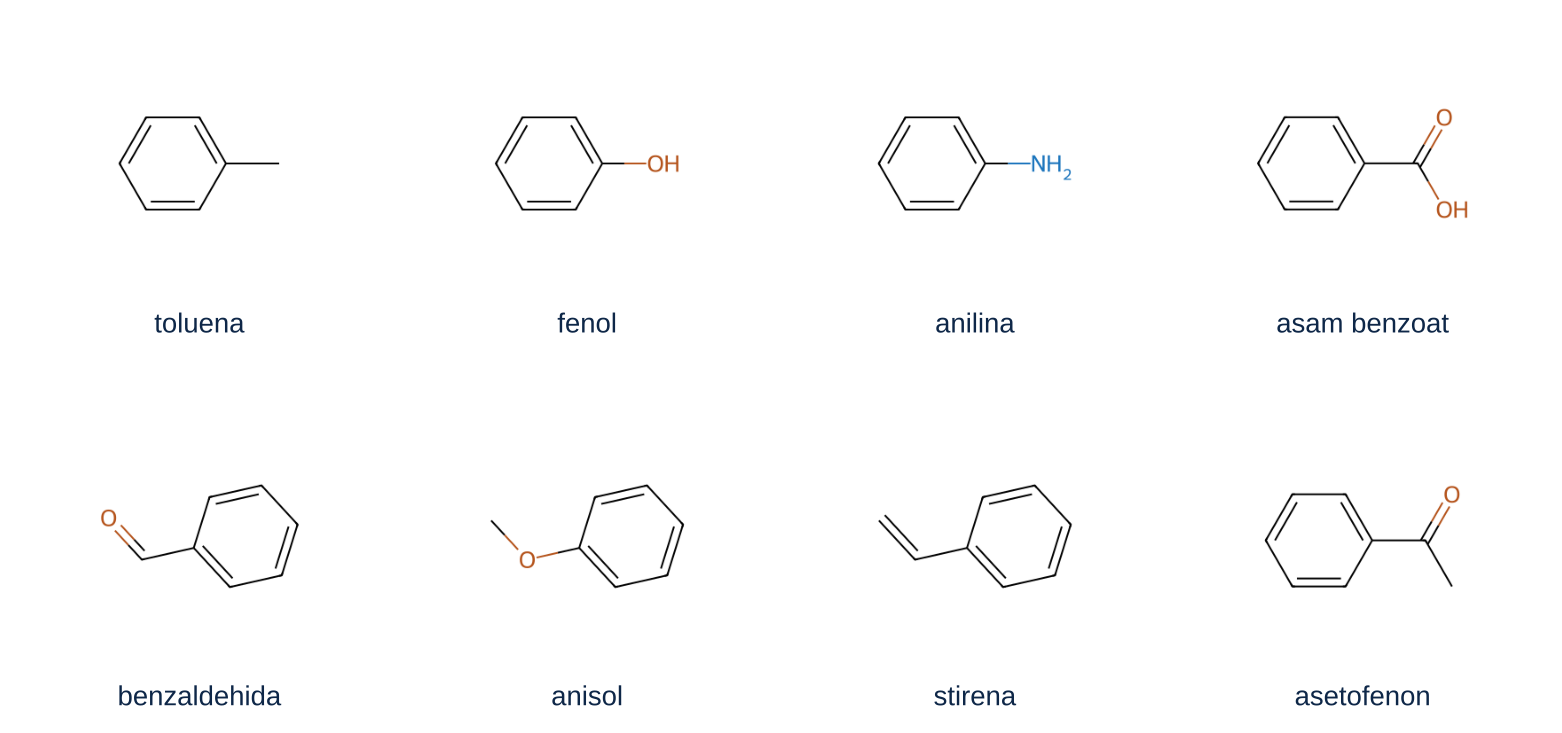 OH
NH2
O
OH
toluena
fenol
anilina
asam benzoat
O
O
O
benzaldehida
anisol
stirena
asetofenon